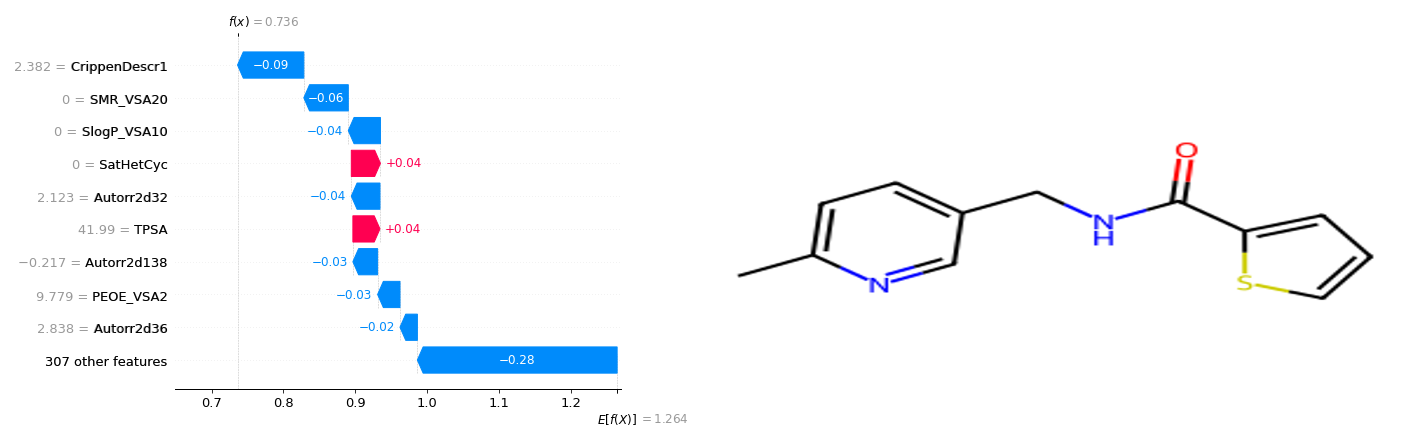 f(x) = 0.736
2.382 = CrippenDescr1
−0.09
0 = SMR_VSA20
−0.06
0 = SlogP_VSA10
−0.04
0 = SatHetCyc
+0.04
2.123 = Autorr2d32
−0.04
41.99 = TPSA
+0.04
−0.217 = Autorr2d138
−0.03
9.779 = PEOE_VSA2
−0.03
2.838 = Autorr2d36
−0.02
307 other features
−0.28
0.7 0.8 0.9 1.0 1.1 1.2
E[f(X)] = 1.264
O
N
H
N
S